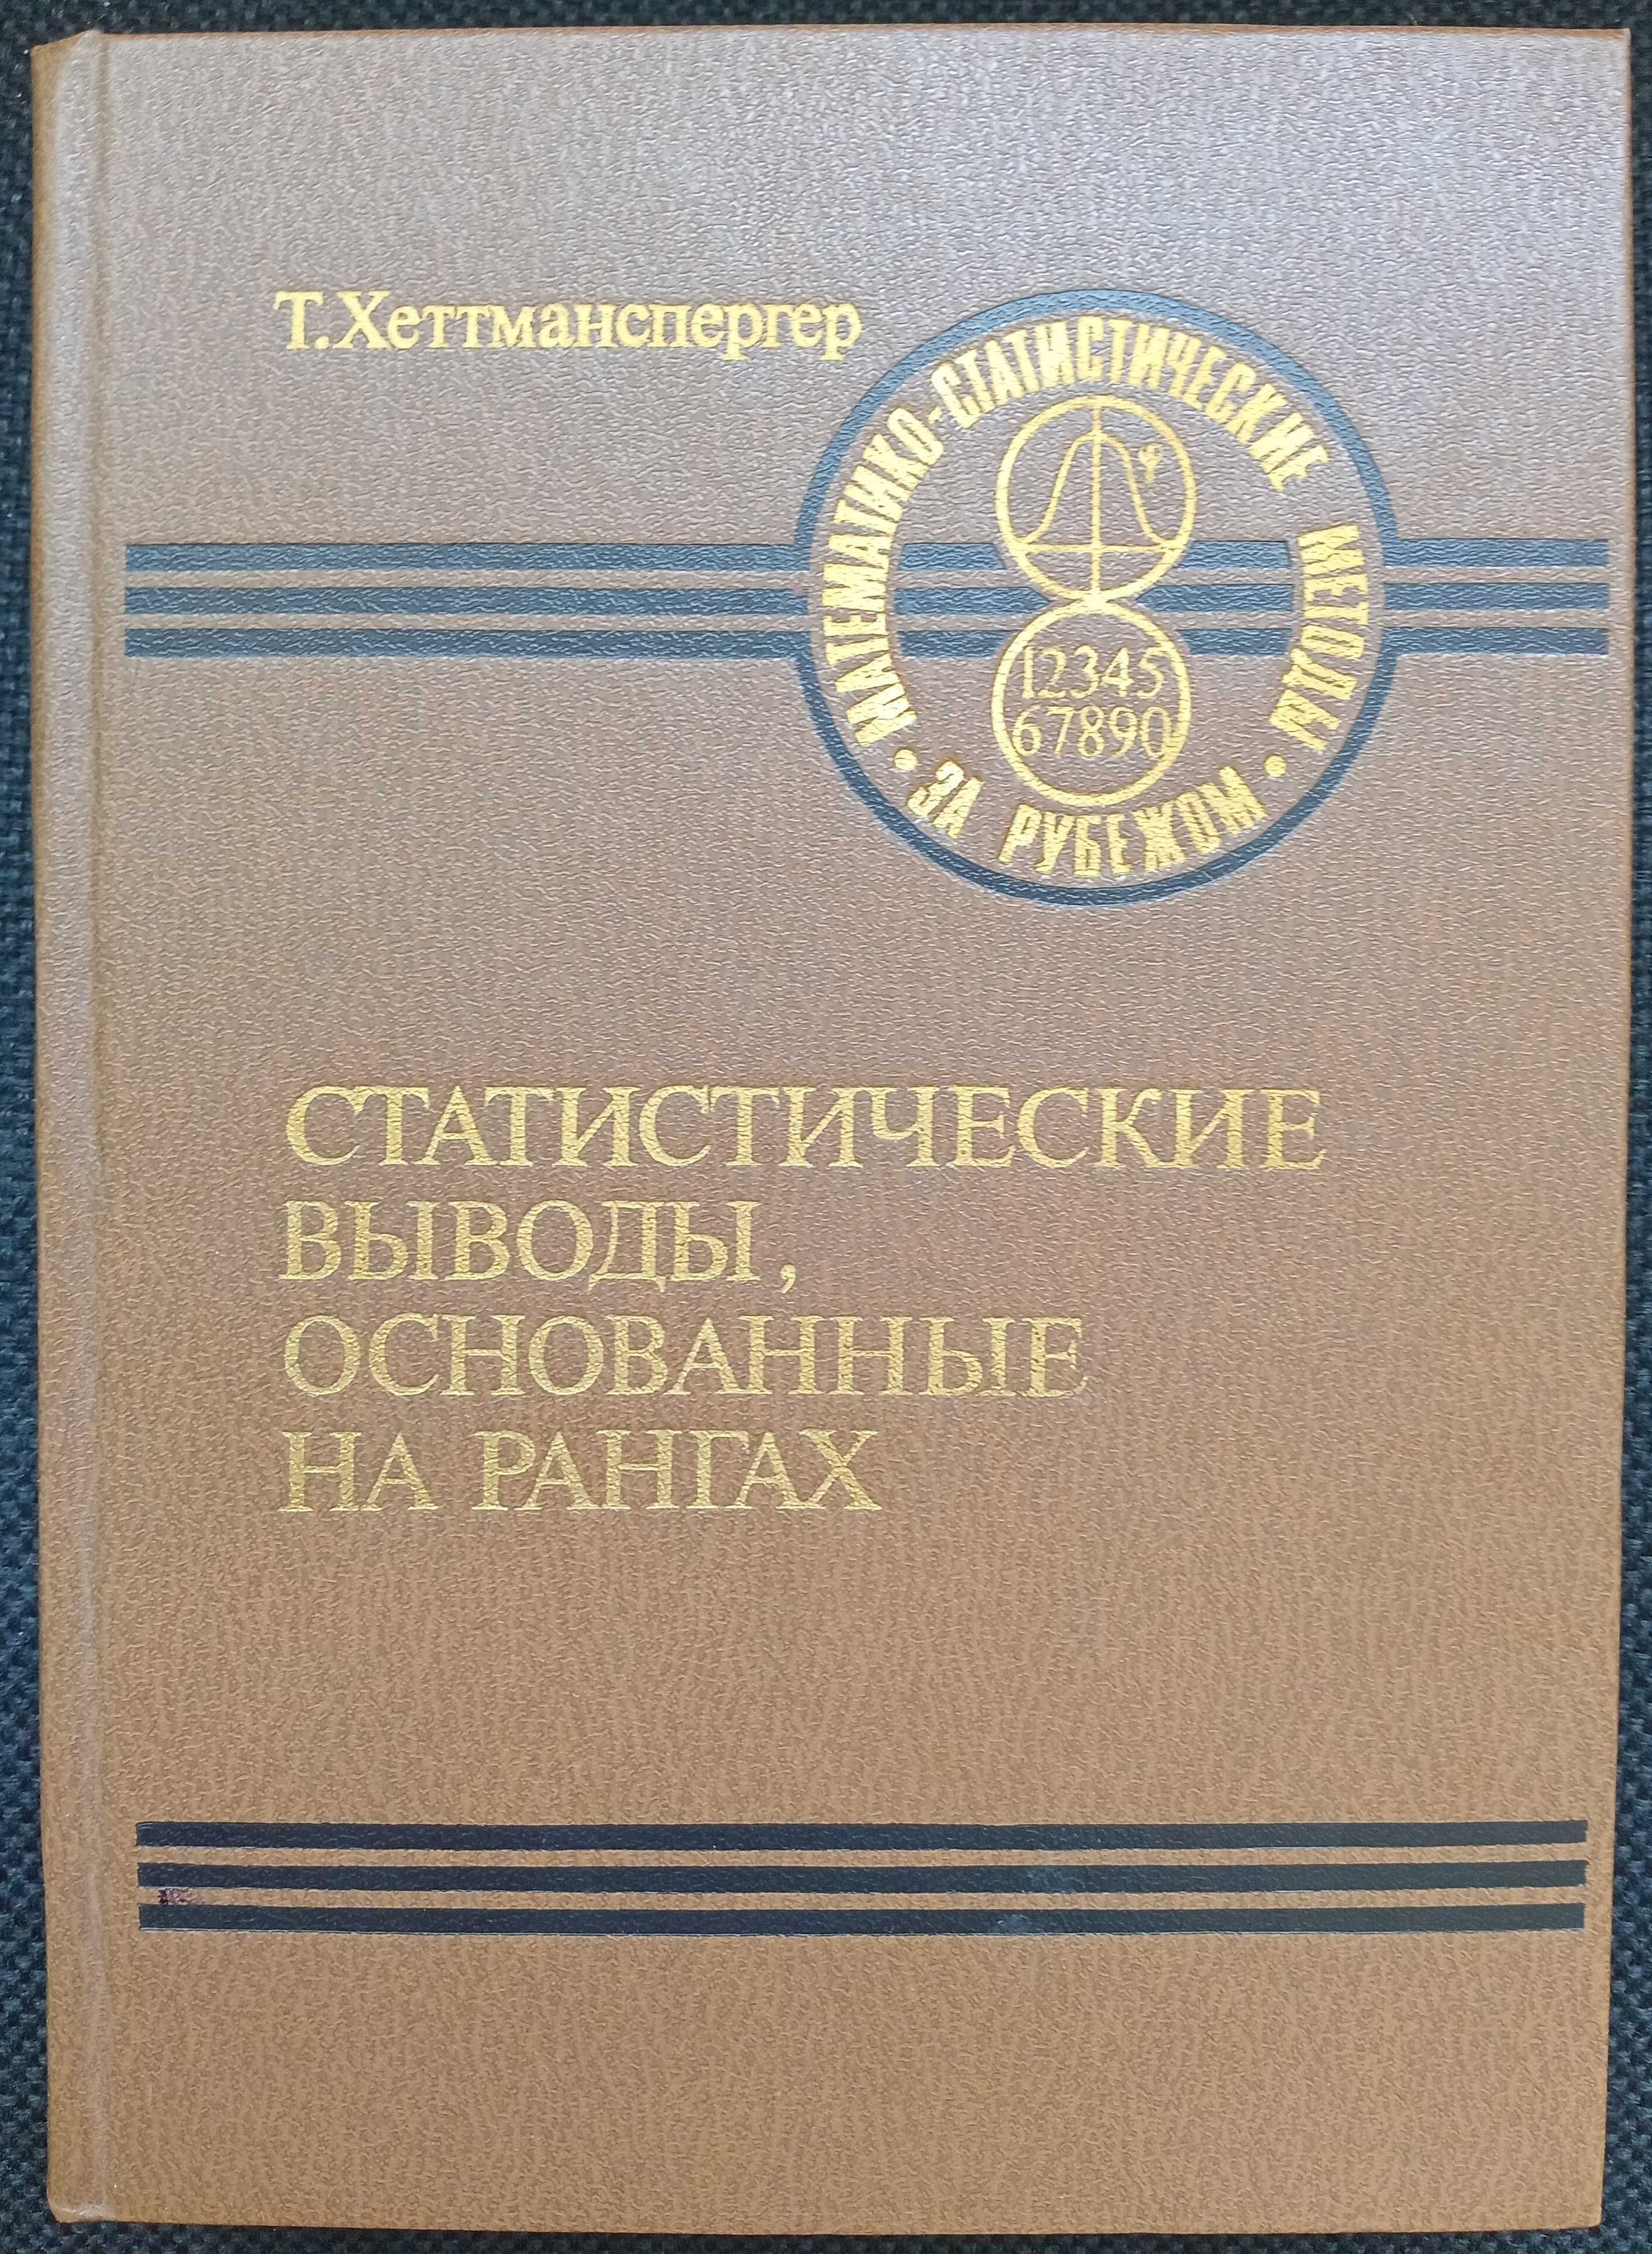 Т.Хеттманспергер
МАТЕМАТИКО-СТАТИСТИЧЕСКИЕ МЕТОДЫ
• ЗА РУБЕЖОМ •
φ
12345
67890
СТАТИСТИЧЕСКИЕ
ВЫВОДЫ,
ОСНОВАННЫЕ
НА РАНГАХ